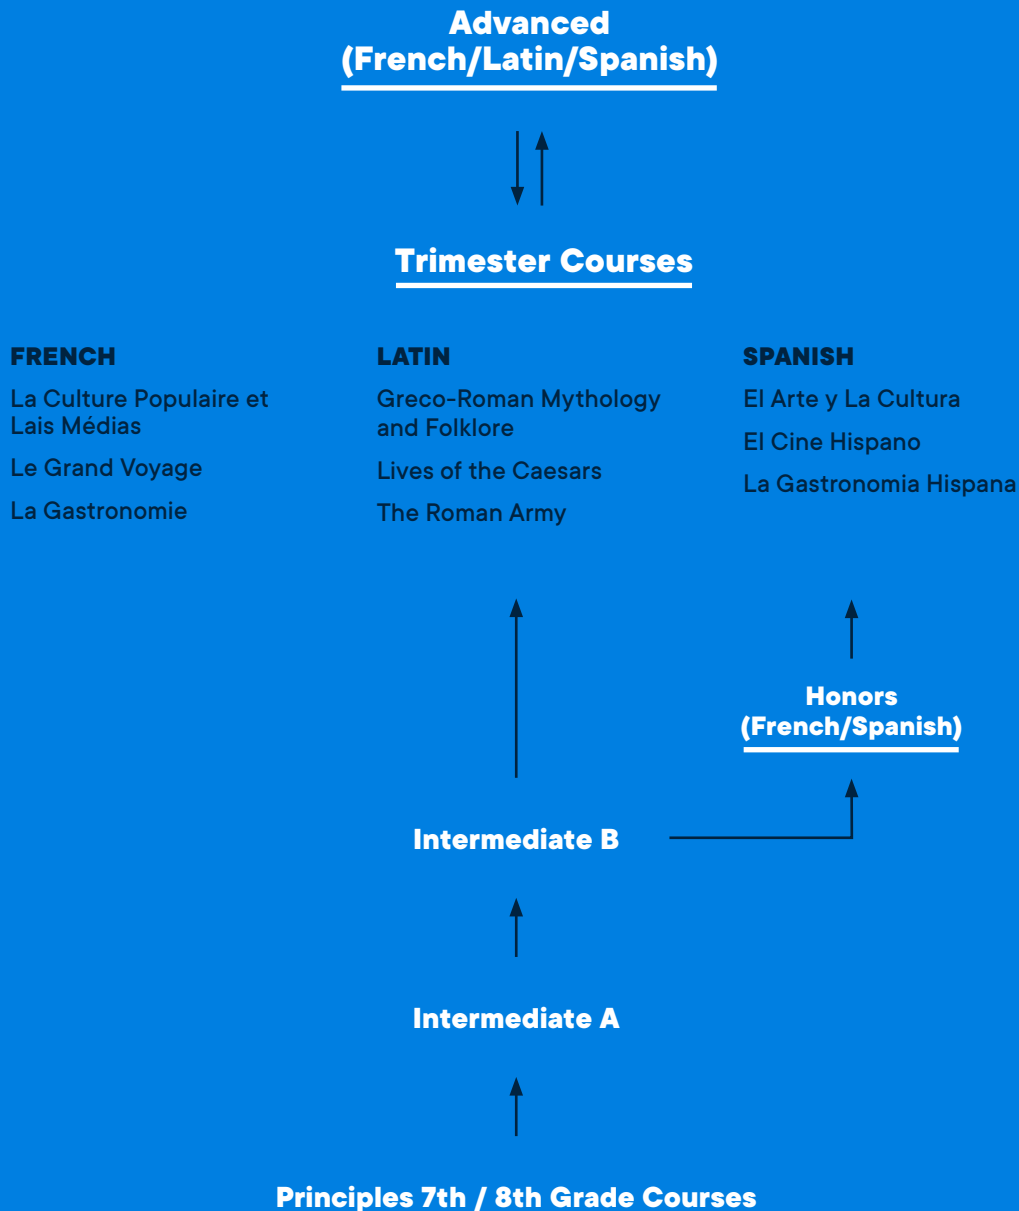 Advanced
(French/Latin/Spanish)
Trimester Courses
FRENCH
La Culture Populaire et
Lais Médias
Le Grand Voyage
La Gastronomie
LATIN
Greco-Roman Mythology
and Folklore
Lives of the Caesars
The Roman Army
SPANISH
El Arte y La Cultura
El Cine Hispano
La Gastronomia Hispana
Honors
(French/Spanish)
Intermediate B
Intermediate A
Principles 7th / 8th Grade Courses